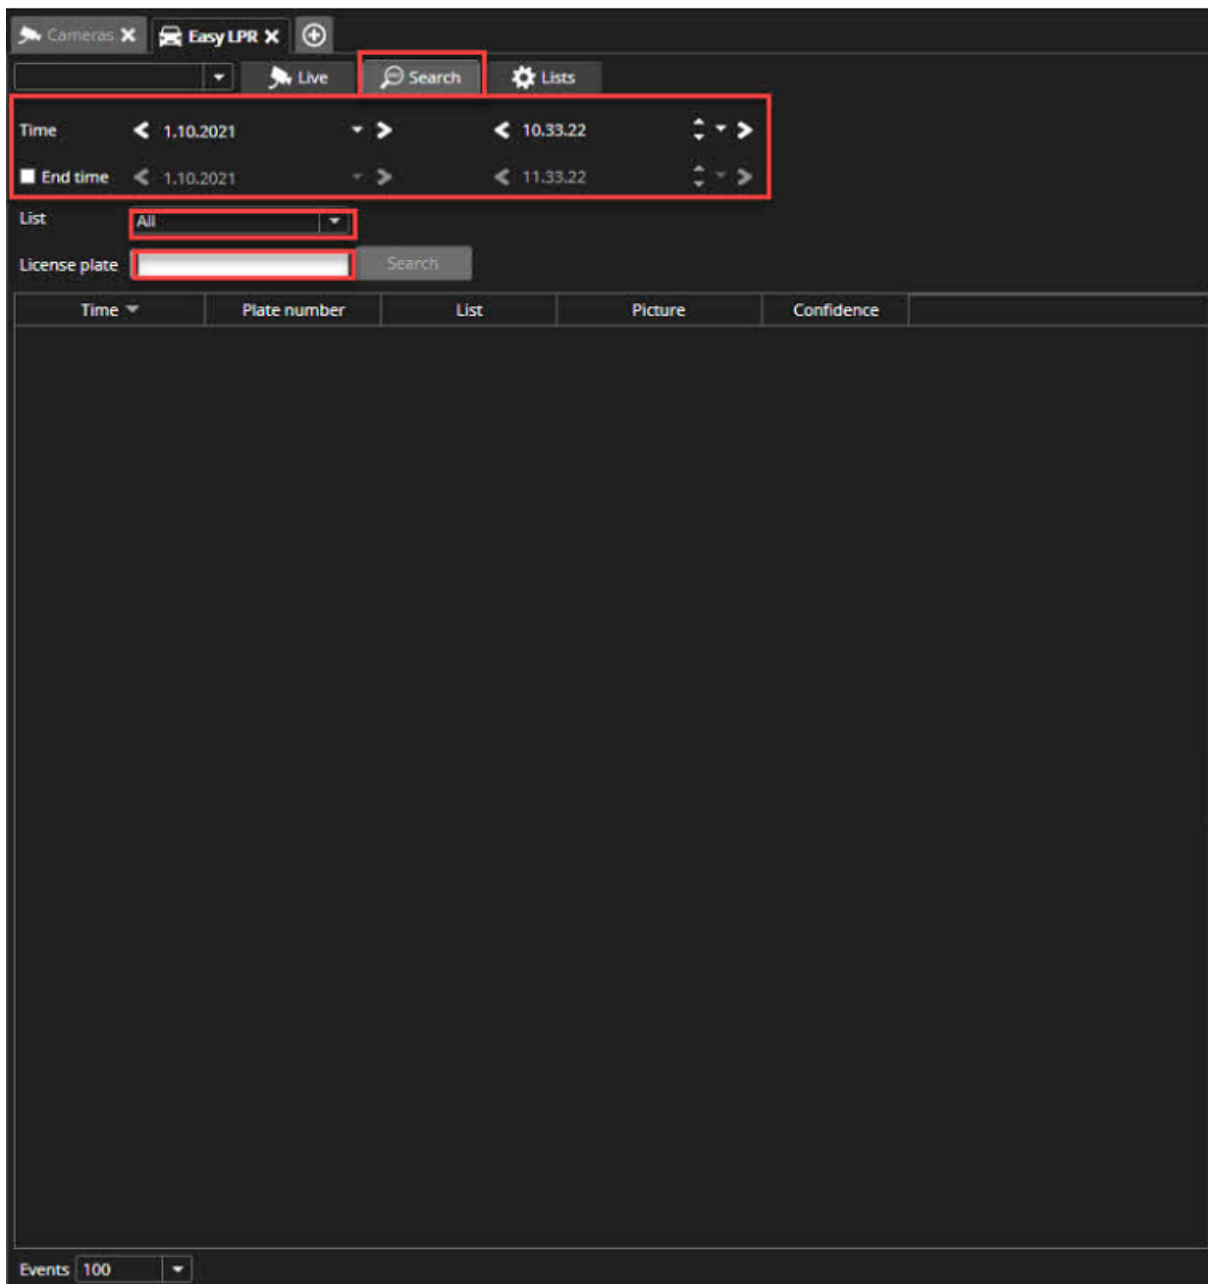 Cameras Easy LPR
Live Search Lists
Time 1.10.2021 10.33.22
End time 1.10.2021 11.33.22
List All
License plate Search
Time Plate number List Picture Confidence
Events 100